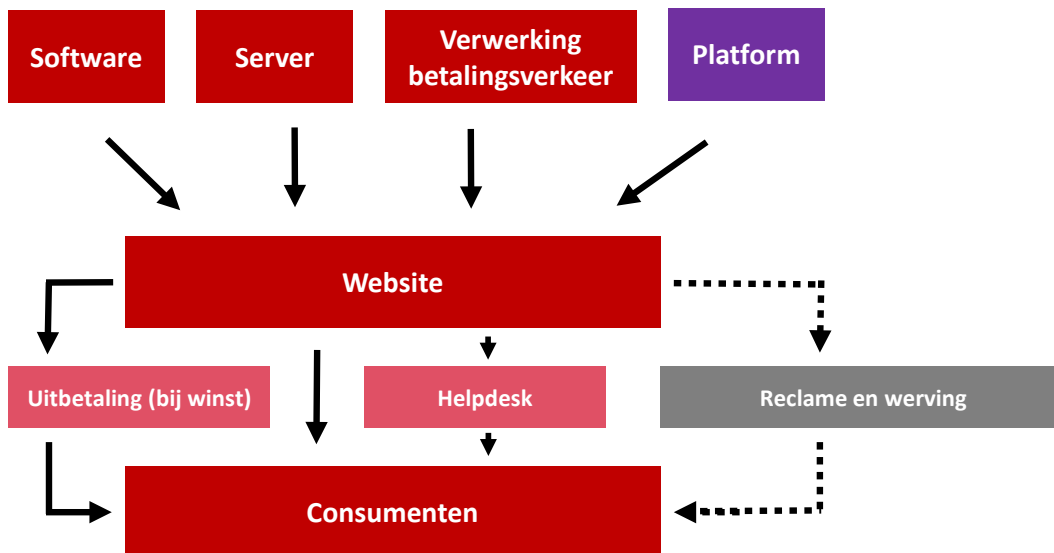 Software
Server
Verwerking
betalingsverkeer
Platform
Website
Uitbetaling (bij winst)
Helpdesk
Reclame en werving
Consumenten